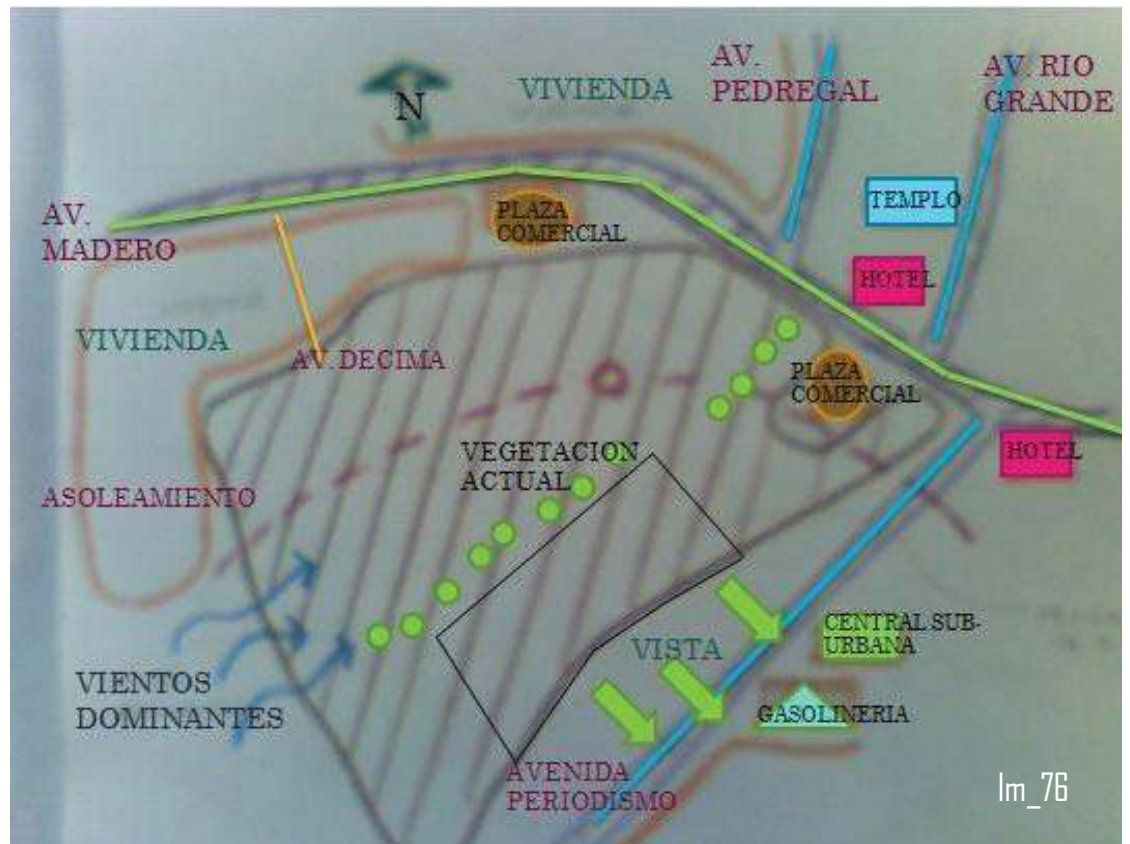 AV.
PEDREGAL
AV. RIO
GRANDE
VIVIENDA
N
TEMPLO
AV.
MADERO
PLAZA
COMERCIAL
HOTEL
VIVIENDA
AV. DECIMA
PLAZA
COMERCIAL
VEGETACION
ACTUAL
HOTEL
ASOLEAMIENTO
CENTRAL SUB-
URBANA
VISTA
VIENTOS
DOMINANTES
GASOLINERIA
AVENIDA
PERIODISMO
Im_76